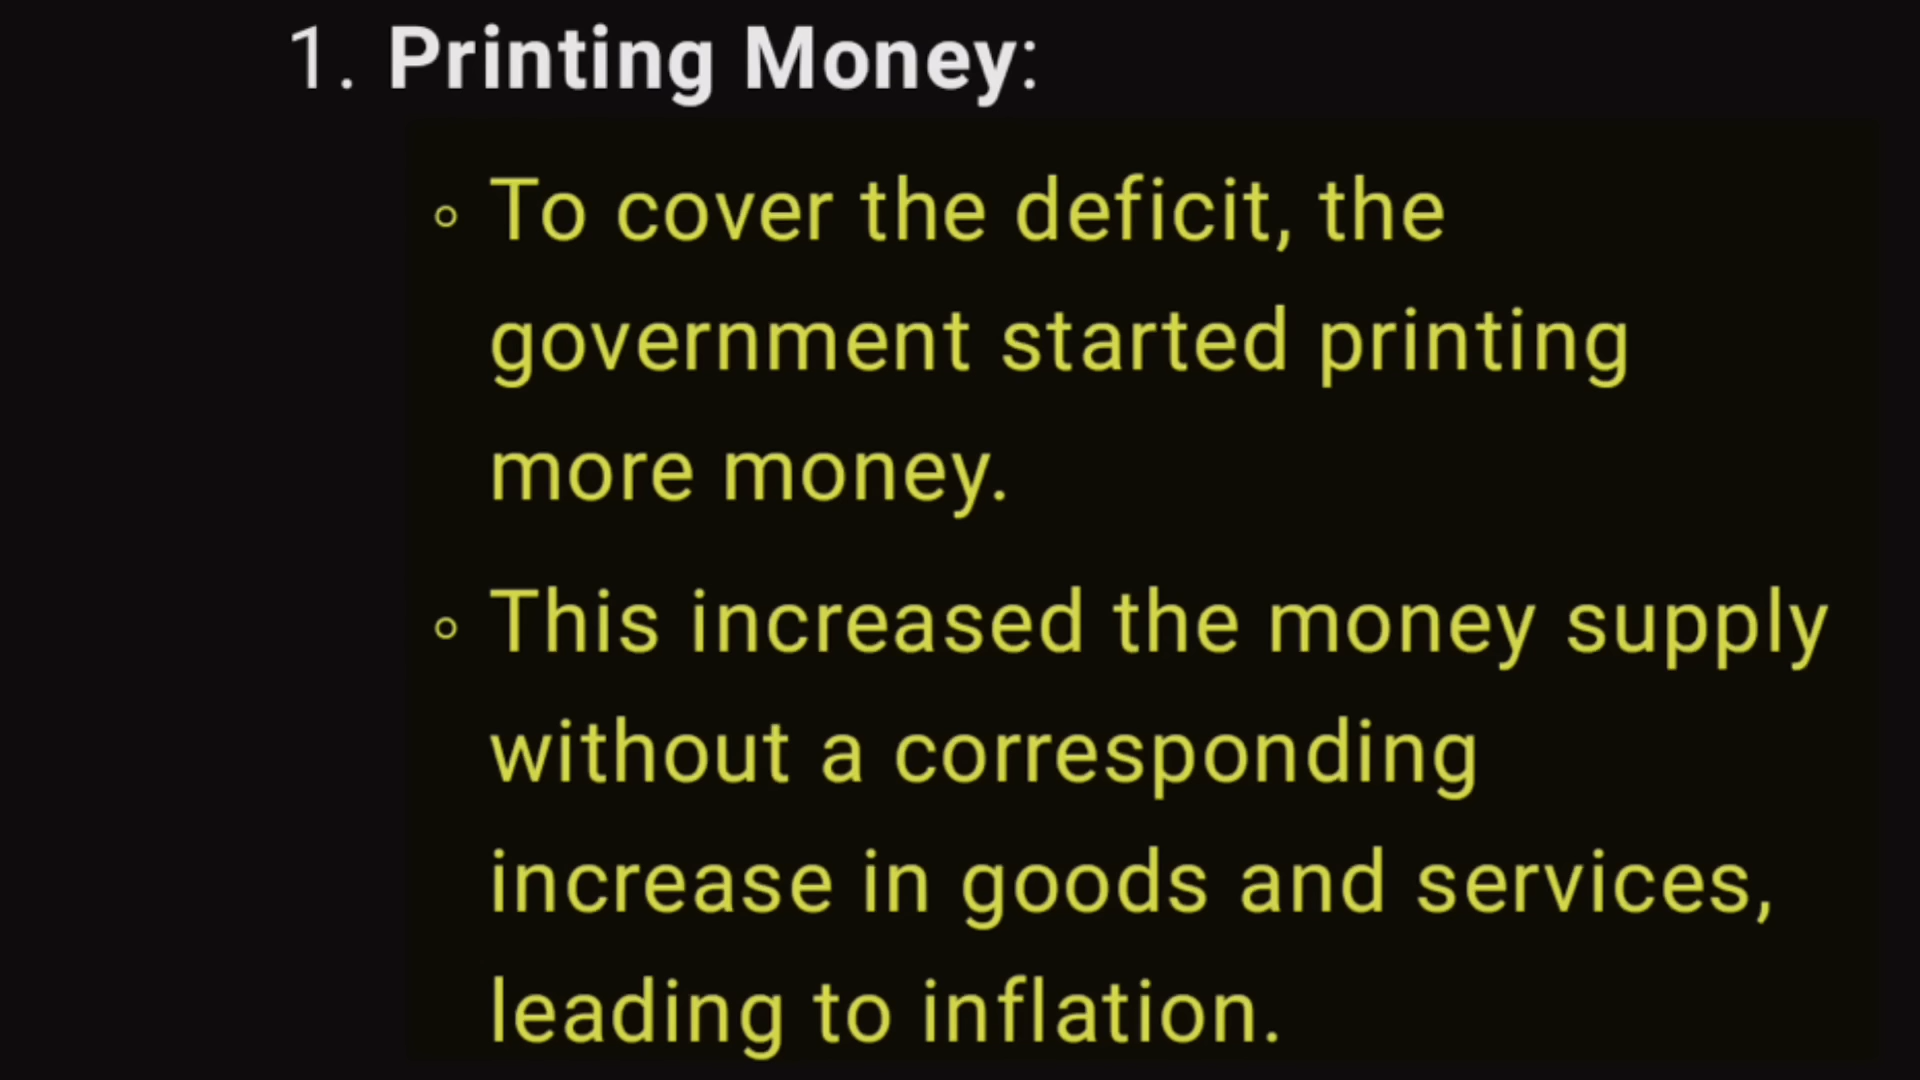 1. Printing Money:
◦ To cover the deficit, the
government started printing
more money.
◦ This increased the money supply
without a corresponding
increase in goods and services,
leading to inflation.